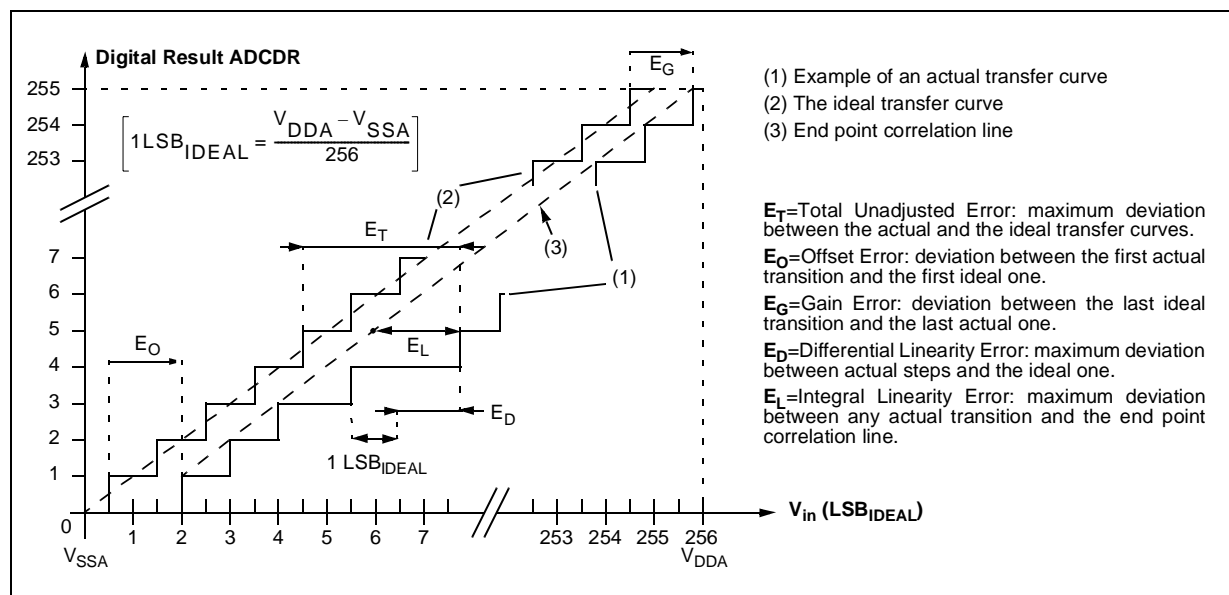 Digital Result ADCDR
E_G
(1) Example of an actual transfer curve
(2) The ideal transfer curve
(3) End point correlation line
255
254
253
7
6
5
4
3
2
1
0
[1LSB_IDEAL = (V_DDA – V_SSA) / 256]
(2)
E_T
(3)
(1)
E_O
E_L
E_D
1 LSB_IDEAL
E_T=Total Unadjusted Error: maximum deviation
between the actual and the ideal transfer curves.
E_O=Offset Error: deviation between the first actual
transition and the first ideal one.
E_G=Gain Error: deviation between the last ideal
transition and the last actual one.
E_D=Differential Linearity Error: maximum deviation
between actual steps and the ideal one.
E_L=Integral Linearity Error: maximum deviation
between any actual transition and the end point
correlation line.
1 2 3 4 5 6 7 253 254 255 256
V_in (LSB_IDEAL)
V_SSA
V_DDA